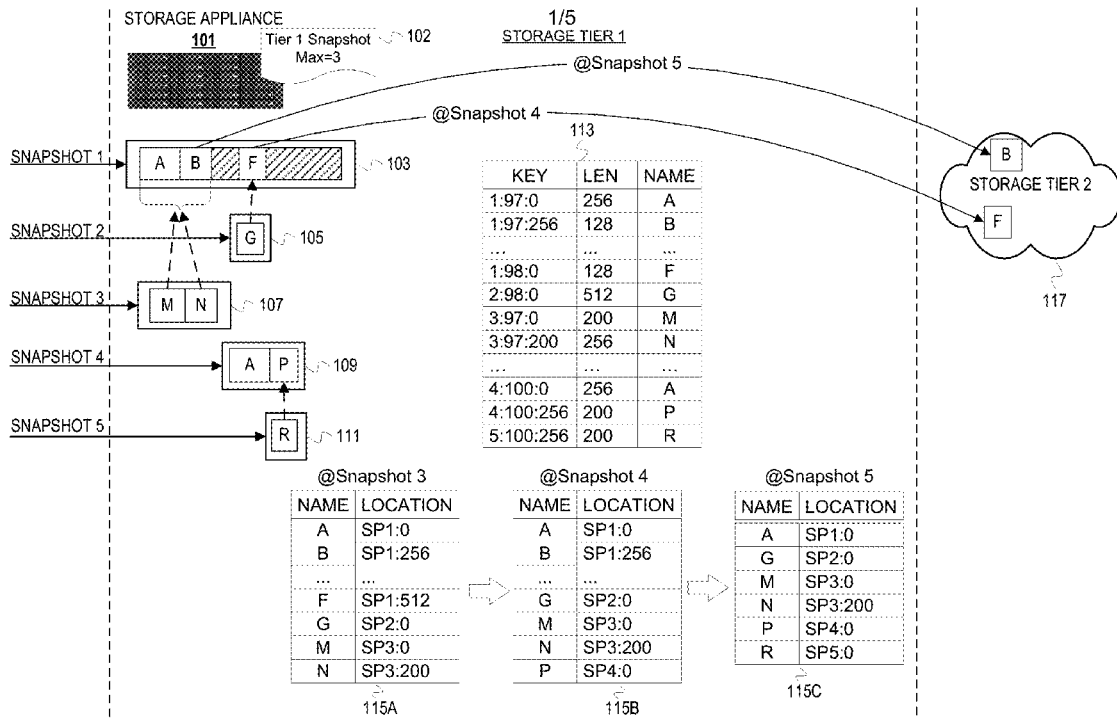 1/5
STORAGE APPLIANCE
101
Tier 1 Snapshot
Max=3
102
STORAGE TIER 1
@Snapshot 5
@Snapshot 4
SNAPSHOT 1
A B F
103
SNAPSHOT 2
G
105
SNAPSHOT 3
M N
107
SNAPSHOT 4
A P
109
SNAPSHOT 5
R
111
113
KEY LEN NAME
1:97:0 256 A
1:97:256 128 B
... ... ...
1:98:0 128 F
2:98:0 512 G
3:97:0 200 M
3:97:200 256 N
... ... ...
4:100:0 256 A
4:100:256 200 P
5:100:256 200 R
B
STORAGE TIER 2
F
117
@Snapshot 3
NAME LOCATION
A SP1:0
B SP1:256
... ...
F SP1:512
G SP2:0
M SP3:0
N SP3:200
115A
@Snapshot 4
NAME LOCATION
A SP1:0
B SP1:256
... ...
G SP2:0
M SP3:0
N SP3:200
P SP4:0
115B
@Snapshot 5
NAME LOCATION
A SP1:0
G SP2:0
M SP3:0
N SP3:200
P SP4:0
R SP5:0
115C